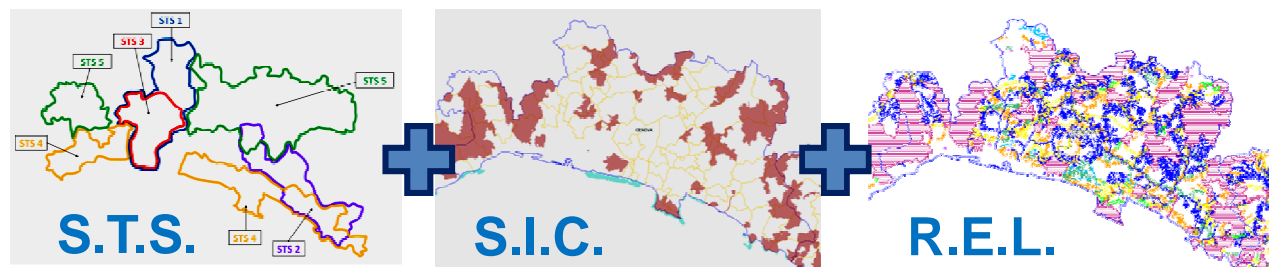 STS 1
STS 3
STS 5
STS 5
STS 4
STS 4
STS 2
S.T.S.
GENOVA
S.I.C.
R.E.L.